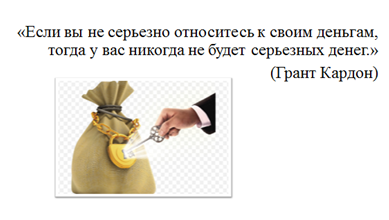 «Если вы не серьезно относитесь к своим деньгам,
тогда у вас никогда не будет серьезных денег.»
(Грант Кардон)